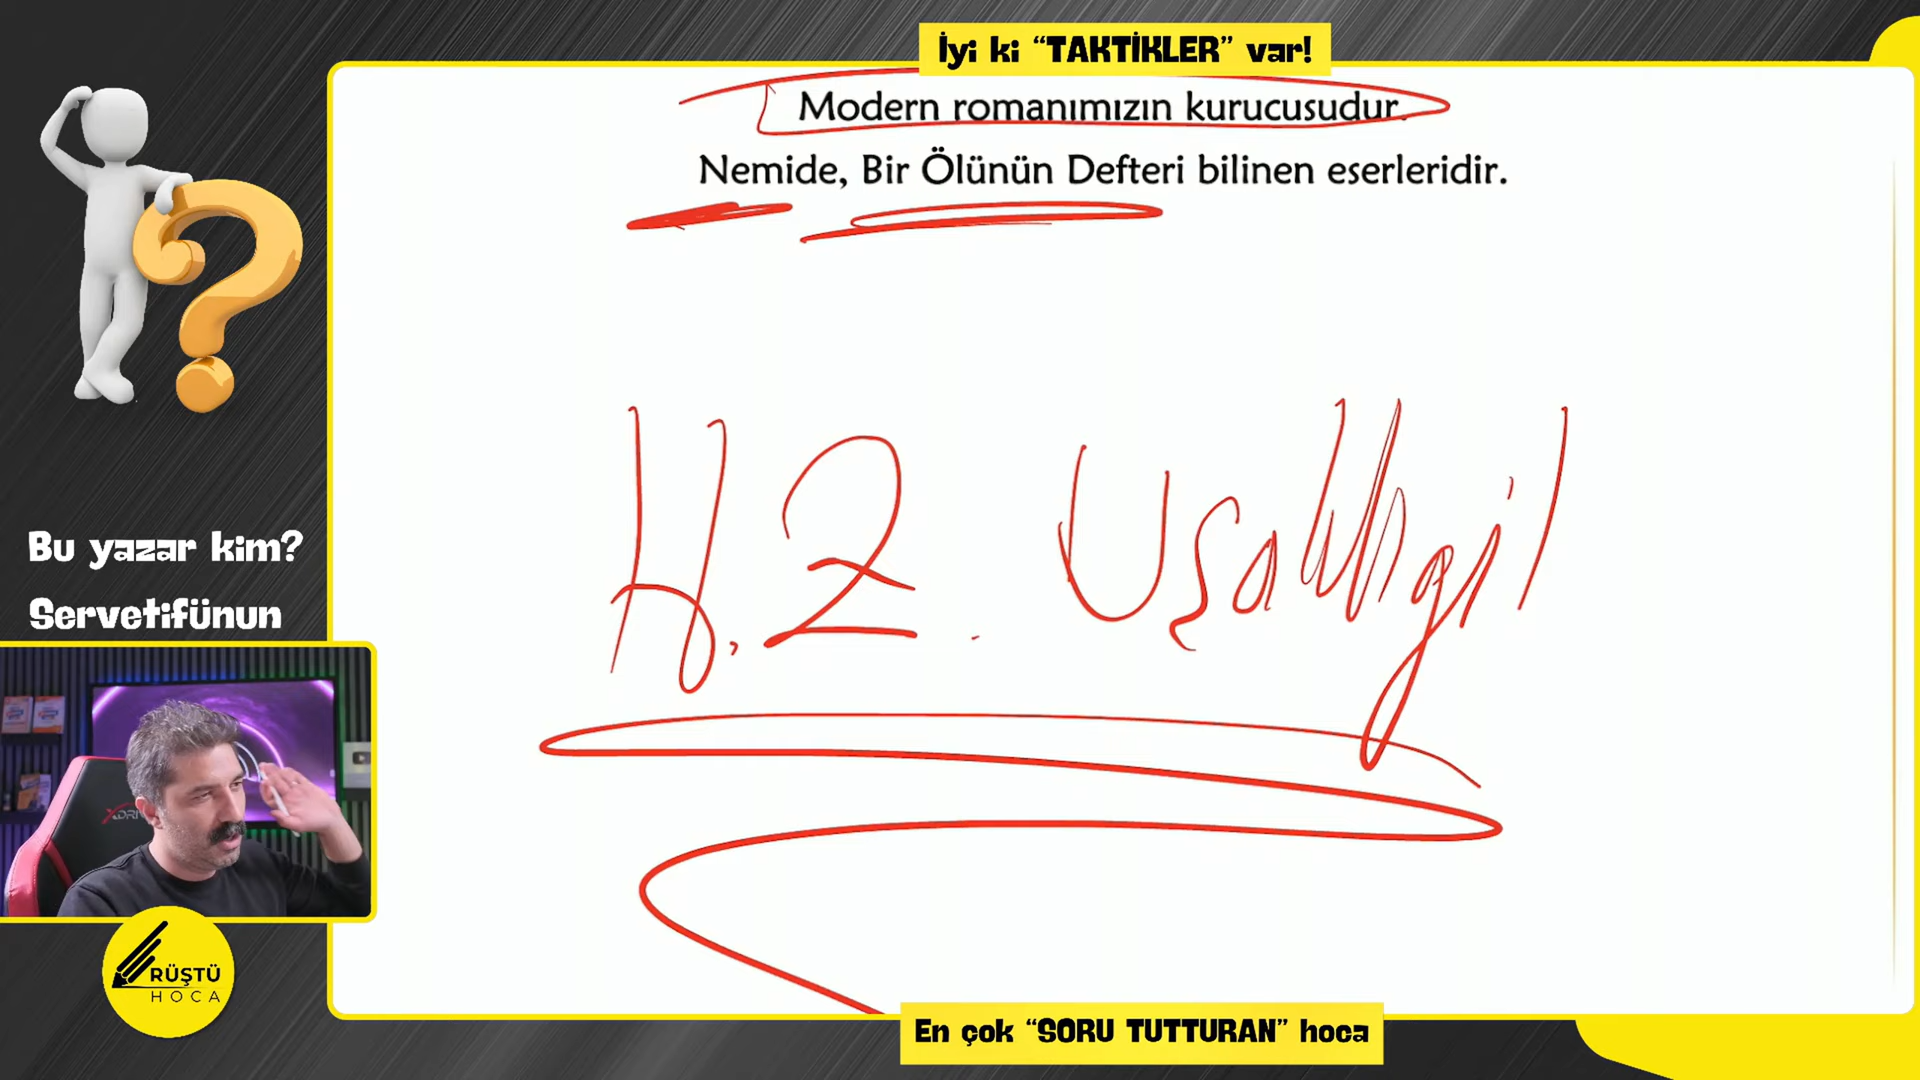 İyi ki “TAKTİKLER” var!
Modern romanımızın kurucusudur.
Nemide, Bir Ölünün Defteri bilinen eserleridir.
H. Z. Uşaklıgil
Bu yazar kim?
Servetifünun
RÜŞTÜ
HOCA
En çok “SORU TUTTURAN” hoca